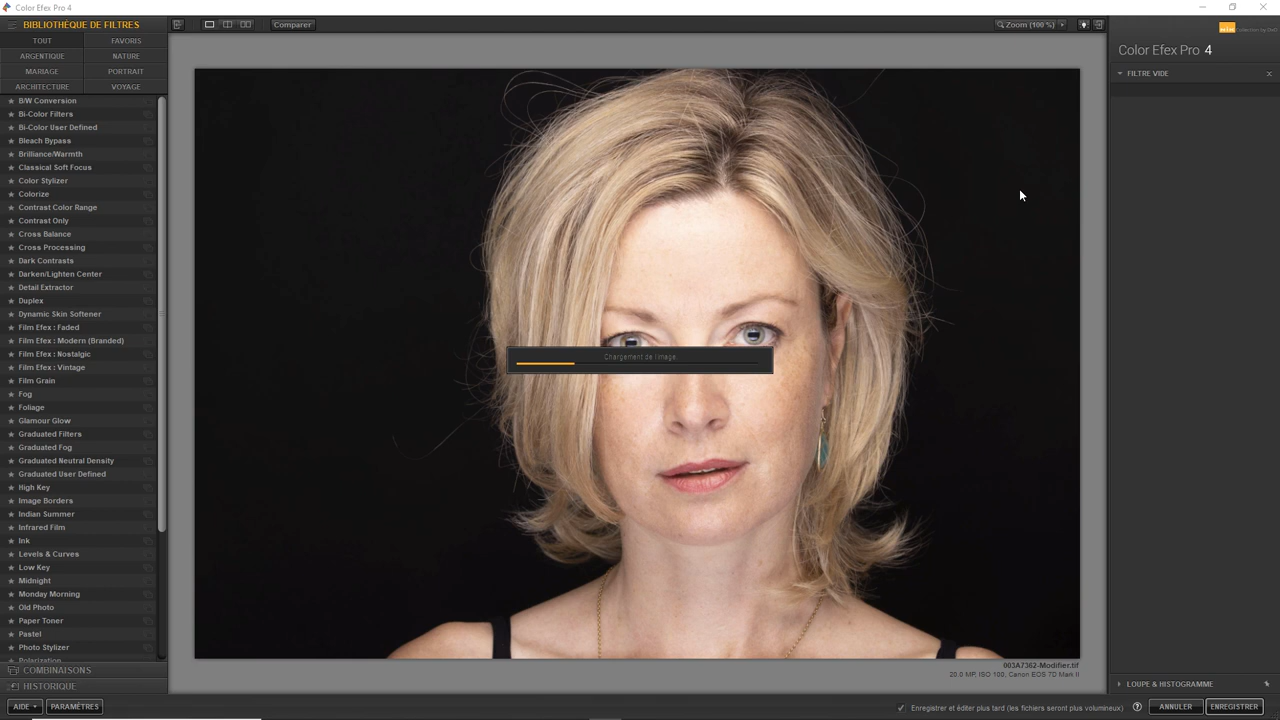 Color Efex Pro 4
BIBLIOTHÈQUE DE FILTRES
Comparer
Zoom (100 %)
TOUT FAVORIS
ARGENTIQUE NATURE
MARIAGE PORTRAIT
ARCHITECTURE VOYAGE
B/W Conversion
Bi-Color Filters
Bi-Color User Defined
Bleach Bypass
Brilliance/Warmth
Classical Soft Focus
Color Stylizer
Colorize
Contrast Color Range
Contrast Only
Cross Balance
Cross Processing
Dark Contrasts
Darken/Lighten Center
Detail Extractor
Duplex
Dynamic Skin Softener
Film Efex : Faded
Film Efex : Modern (Branded)
Film Efex : Nostalgic
Film Efex : Vintage
Film Grain
Fog
Foliage
Glamour Glow
Graduated Filters
Graduated Fog
Graduated Neutral Density
Graduated User Defined
High Key
Image Borders
Indian Summer
Infrared Film
Ink
Levels & Curves
Low Key
Midnight
Monday Morning
Old Photo
Paper Toner
Pastel
Photo Stylizer
Polarization
COMBINAISONS
HISTORIQUE
AIDE PARAMÈTRES
Chargement de l'image.
003A7362-Modifier.tif
20.0 MP, ISO 100, Canon EOS 7D Mark II
Color Efex Pro 4
FILTRE VIDE
LOUPE & HISTOGRAMME
Enregistrer et éditer plus tard (les fichiers seront plus volumineux)
ANNULER ENREGISTRER